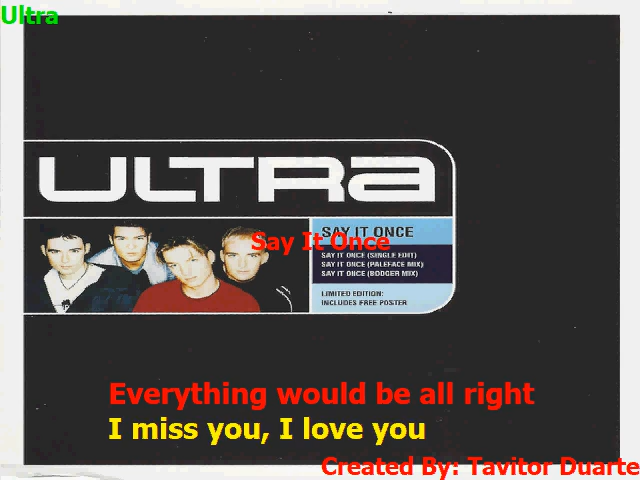 Ultra
ULTRa
SAY IT ONCE
Say It Once
SAY IT ONCE (SINGLE EDIT)
SAY IT ONCE (PALEFACE MIX)
SAY IT ONCE (BODGER MIX)
LIMITED EDITION:
INCLUDES FREE POSTER
Everything would be all right
I miss you, I love you
Created By: Tavitor Duarte